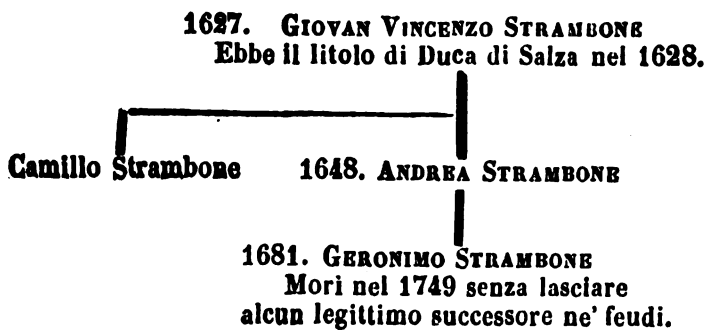 1627. GIOVAN VINCENZO STRAMBONE
Ebbe il litolo di Duca di Salza nel 1628.
Camillo Strambone
1648. ANDREA STRAMBONE
1681. GERONIMO STRAMBONE
Morì nel 1749 senza lasciare
alcun legittimo successore ne' feudi.